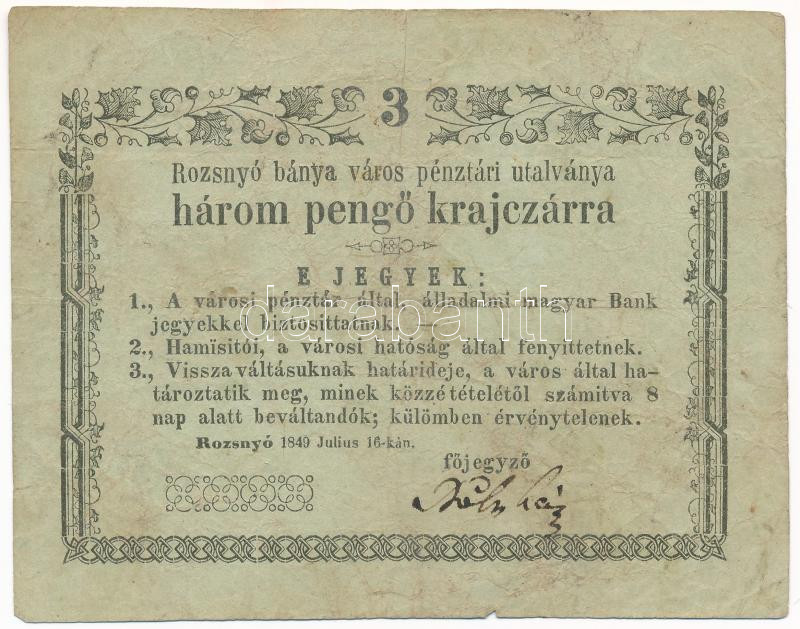 3
Rozsnyó bánya város pénztári utalványa
három pengő krajczárra
E JEGYEK:
1., A városi pénztár által, álladalmi magyar Bank
jegyekkel biztosittatnak. —
2., Hamïsitói, a városi hatóság által fenyittetnek.
3., Vissza váltásuknak határideje, a város által ha-
tároztatik meg, minek közzé tételétől számitva 8
nap alatt beváltandók; külömben érvénytelenek.
Rozsnyó 1849 Julius 16-kán.
főjegyző
darabanth